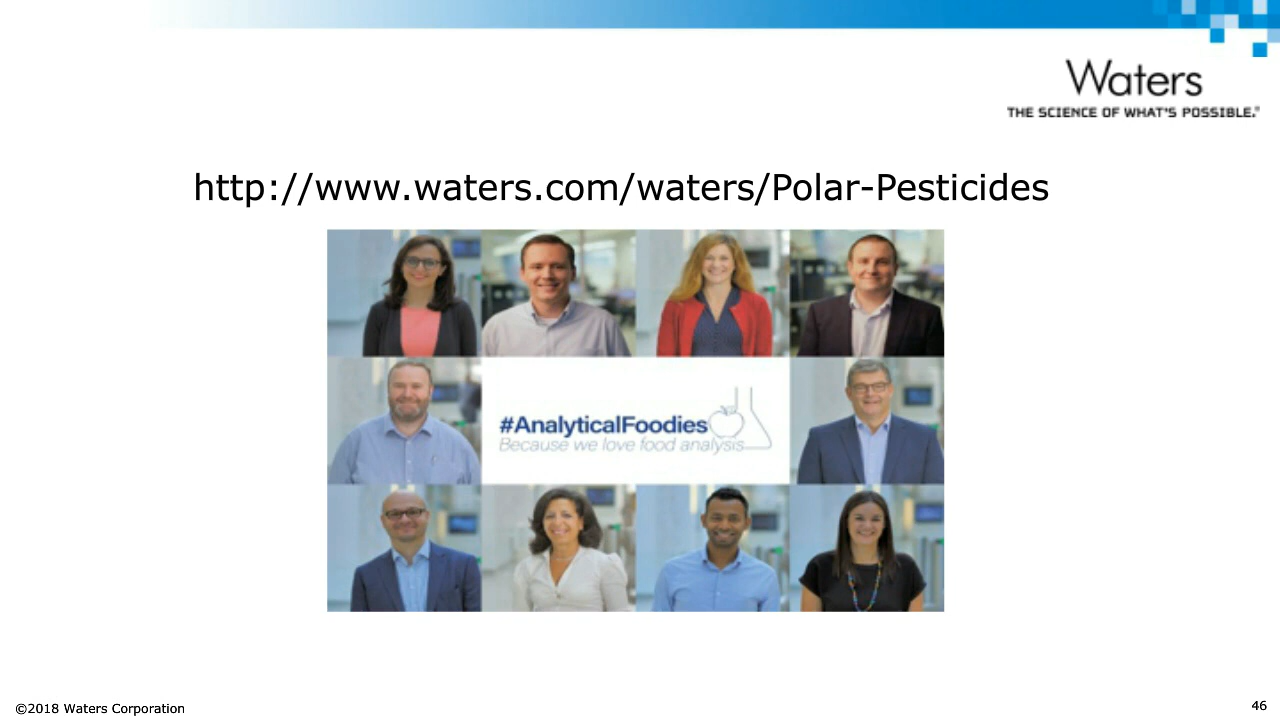 Waters
THE SCIENCE OF WHAT'S POSSIBLE.®
http://www.waters.com/waters/Polar-Pesticides
#AnalyticalFoodies
Because we love food analysis
©2018 Waters Corporation
46